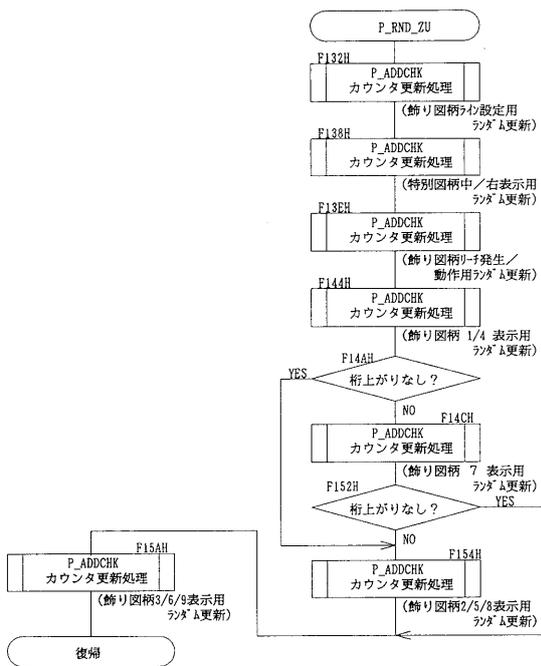 P_RND_ZU
F132H
P_ADDCHK
カウンタ更新処理
(飾り図柄ライン設定用
ランダム更新)
F138H
P_ADDCHK
カウンタ更新処理
(特別図柄中／右表示用
ランダム更新)
F13EH
P_ADDCHK
カウンタ更新処理
(飾り図柄リーチ発生／
動作用ランダム更新)
F144H
P_ADDCHK
カウンタ更新処理
(飾り図柄 1/4 表示用
ランダム更新)
F14AH
YES
桁上がりなし？
NO
F14CH
P_ADDCHK
カウンタ更新処理
(飾り図柄 7 表示用
ランダム更新)
F152H
桁上がりなし？
YES
NO
F154H
P_ADDCHK
カウンタ更新処理
(飾り図柄2/5/8表示用
ランダム更新)
F15AH
P_ADDCHK
カウンタ更新処理
(飾り図柄3/6/9表示用
ランダム更新)
復帰